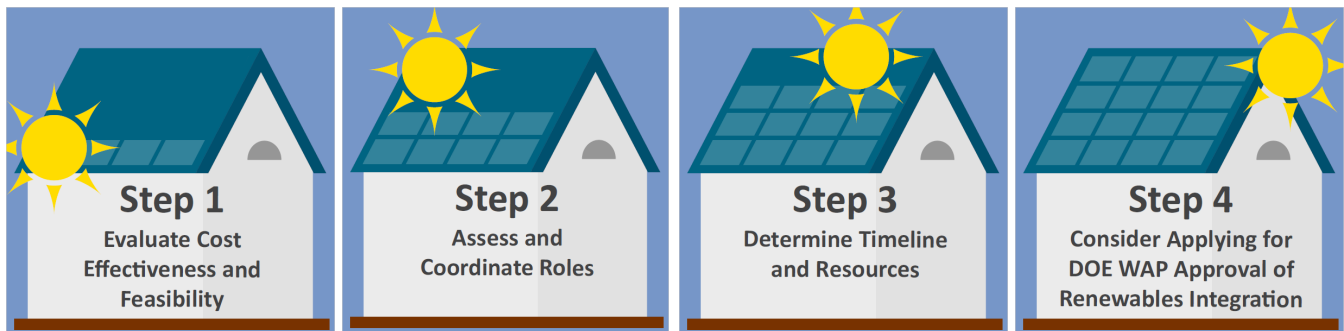 Step 1
Evaluate Cost
Effectiveness and
Feasibility
Step 2
Assess and
Coordinate Roles
Step 3
Determine Timeline
and Resources
Step 4
Consider Applying for
DOE WAP Approval of
Renewables Integration